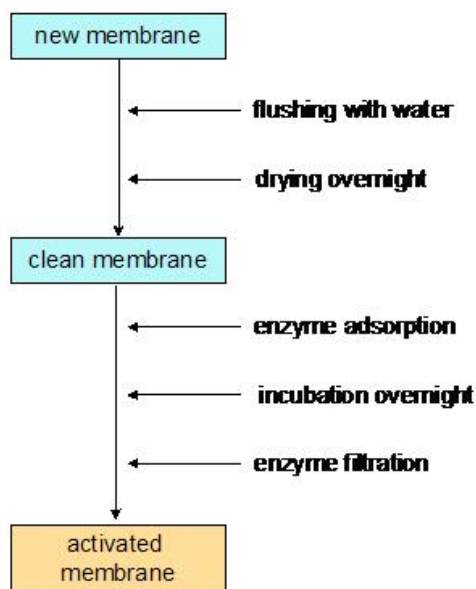 new membrane
flushing with water
drying overnight
clean membrane
enzyme adsorption
incubation overnight
enzyme filtration
activated
membrane